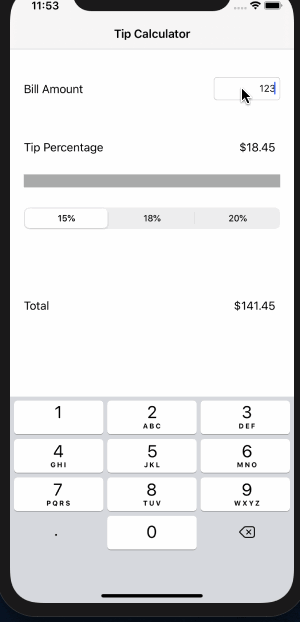 11:53
Tip Calculator
Bill Amount 123
Tip Percentage $18.45
15% 18% 20%
Total $141.45
1 2 3
ABC DEF
4 5 6
GHI JKL MNO
7 8 9
PQRS TUV WXYZ
. 0